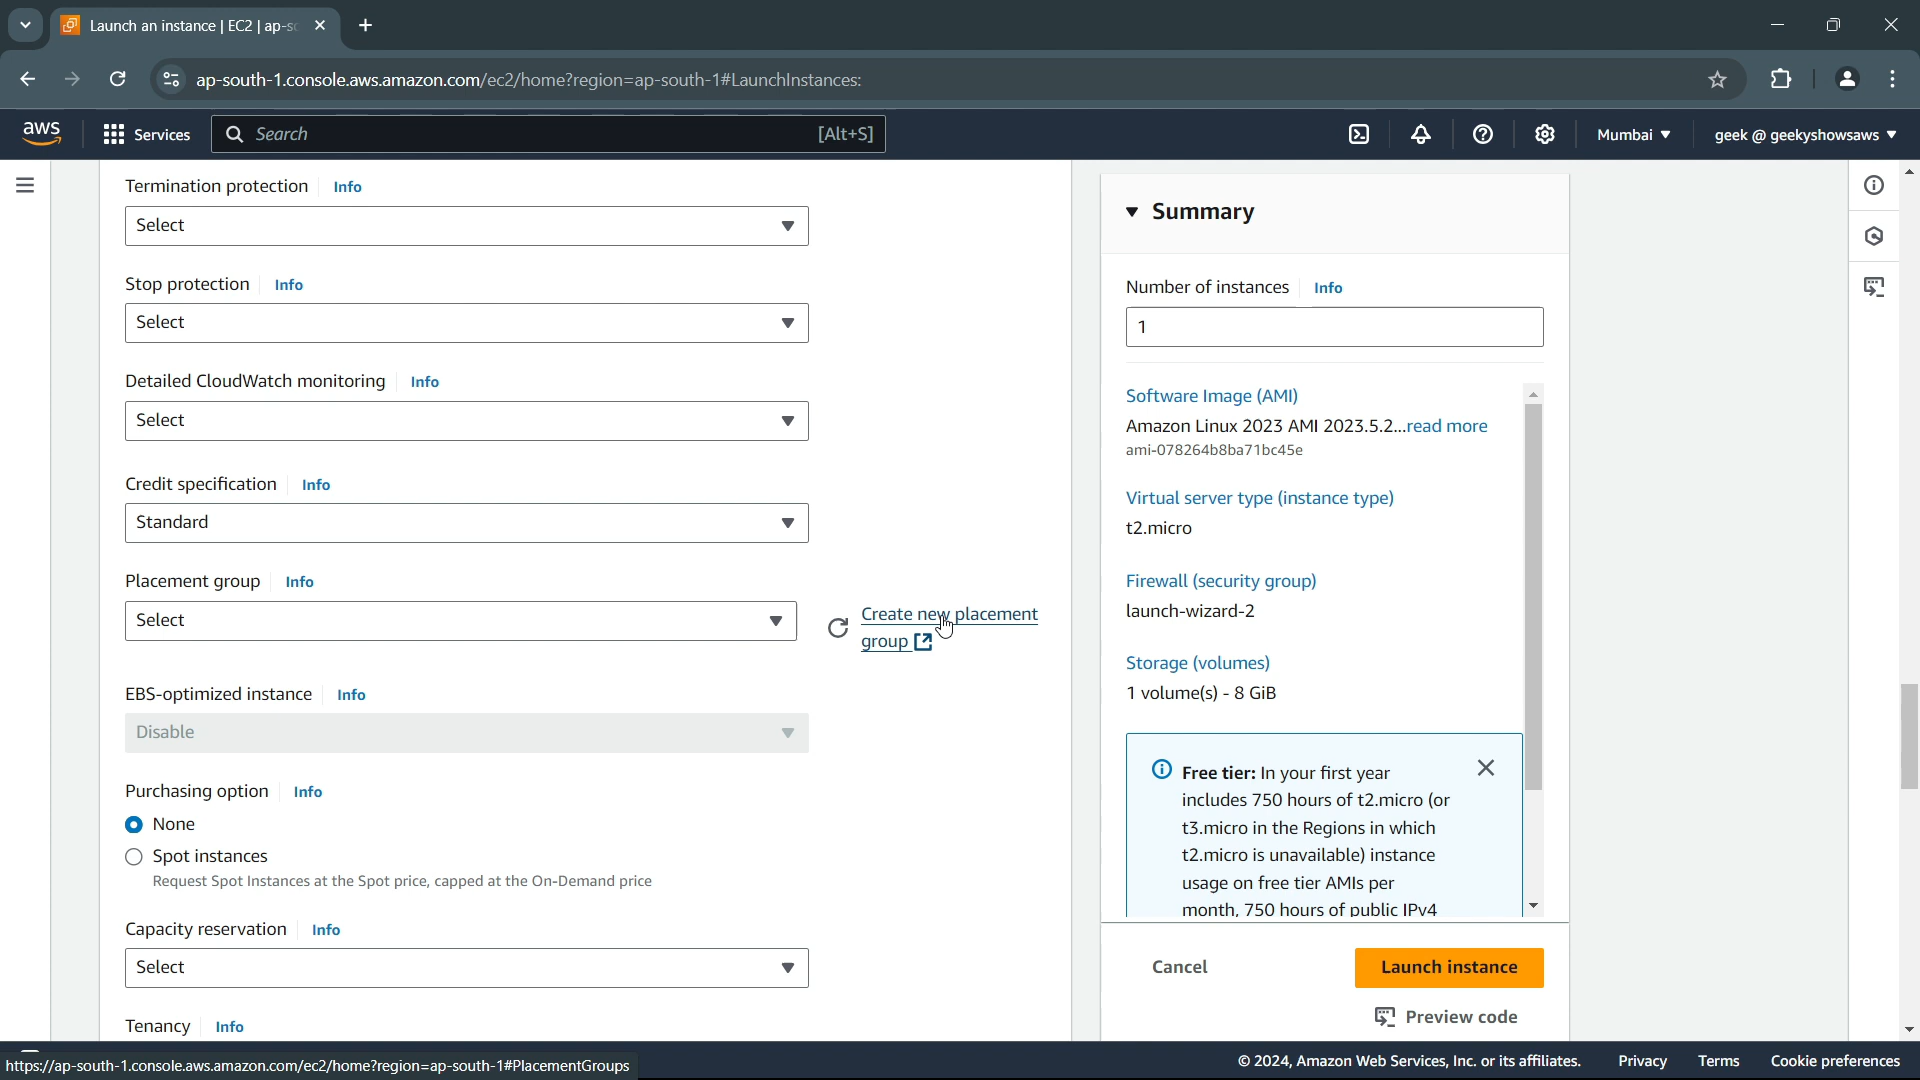 Launch an instance | EC2 | ap-so
ap-south-1.console.aws.amazon.com/ec2/home?region=ap-south-1#LaunchInstances:
aws
Services
Search
[Alt+S]
Mumbai
geek @ geekyshowsaws
Termination protection
Info
Select
Stop protection
Info
Select
Detailed CloudWatch monitoring
Info
Select
Credit specification
Info
Standard
Placement group
Info
Select
Create new placement
group
EBS-optimized instance
Info
Disable
Purchasing option
Info
None
Spot instances
Request Spot Instances at the Spot price, capped at the On-Demand price
Capacity reservation
Info
Select
Tenancy
Info
Summary
Number of instances
Info
1
Software Image (AMI)
Amazon Linux 2023 AMI 2023.5.2...read more
ami-078264b8ba71bc45e
Virtual server type (instance type)
t2.micro
Firewall (security group)
launch-wizard-2
Storage (volumes)
1 volume(s) - 8 GiB
Free tier: In your first year
includes 750 hours of t2.micro (or
t3.micro in the Regions in which
t2.micro is unavailable) instance
usage on free tier AMIs per
month, 750 hours of public IPv4
Cancel
Launch instance
Preview code
https://ap-south-1.console.aws.amazon.com/ec2/home?region=ap-south-1#PlacementGroups
© 2024, Amazon Web Services, Inc. or its affiliates.
Privacy
Terms
Cookie preferences